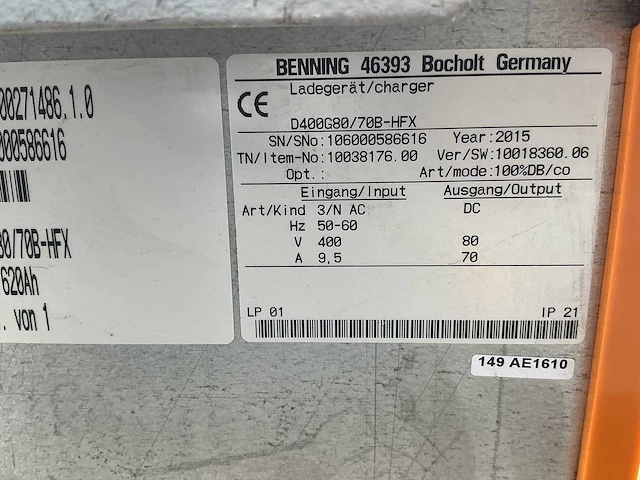 00271486.1.0
000586616
80/70B-HFX
620Ah
. von 1
BENNING 46393 Bocholt Germany
Ladegerät/charger
CE
D400G80/70B-HFX
SN/SNo: 106000586616 Year: 2015
TN/Item-No: 10038176.00 Ver/SW: 10018360.06
Opt.: Art/mode: 100%DB/co
Eingang/Input Ausgang/Output
Art/Kind 3/N AC DC
Hz 50-60
V 400 80
A 9,5 70
LP 01 IP 21
149 AE1610